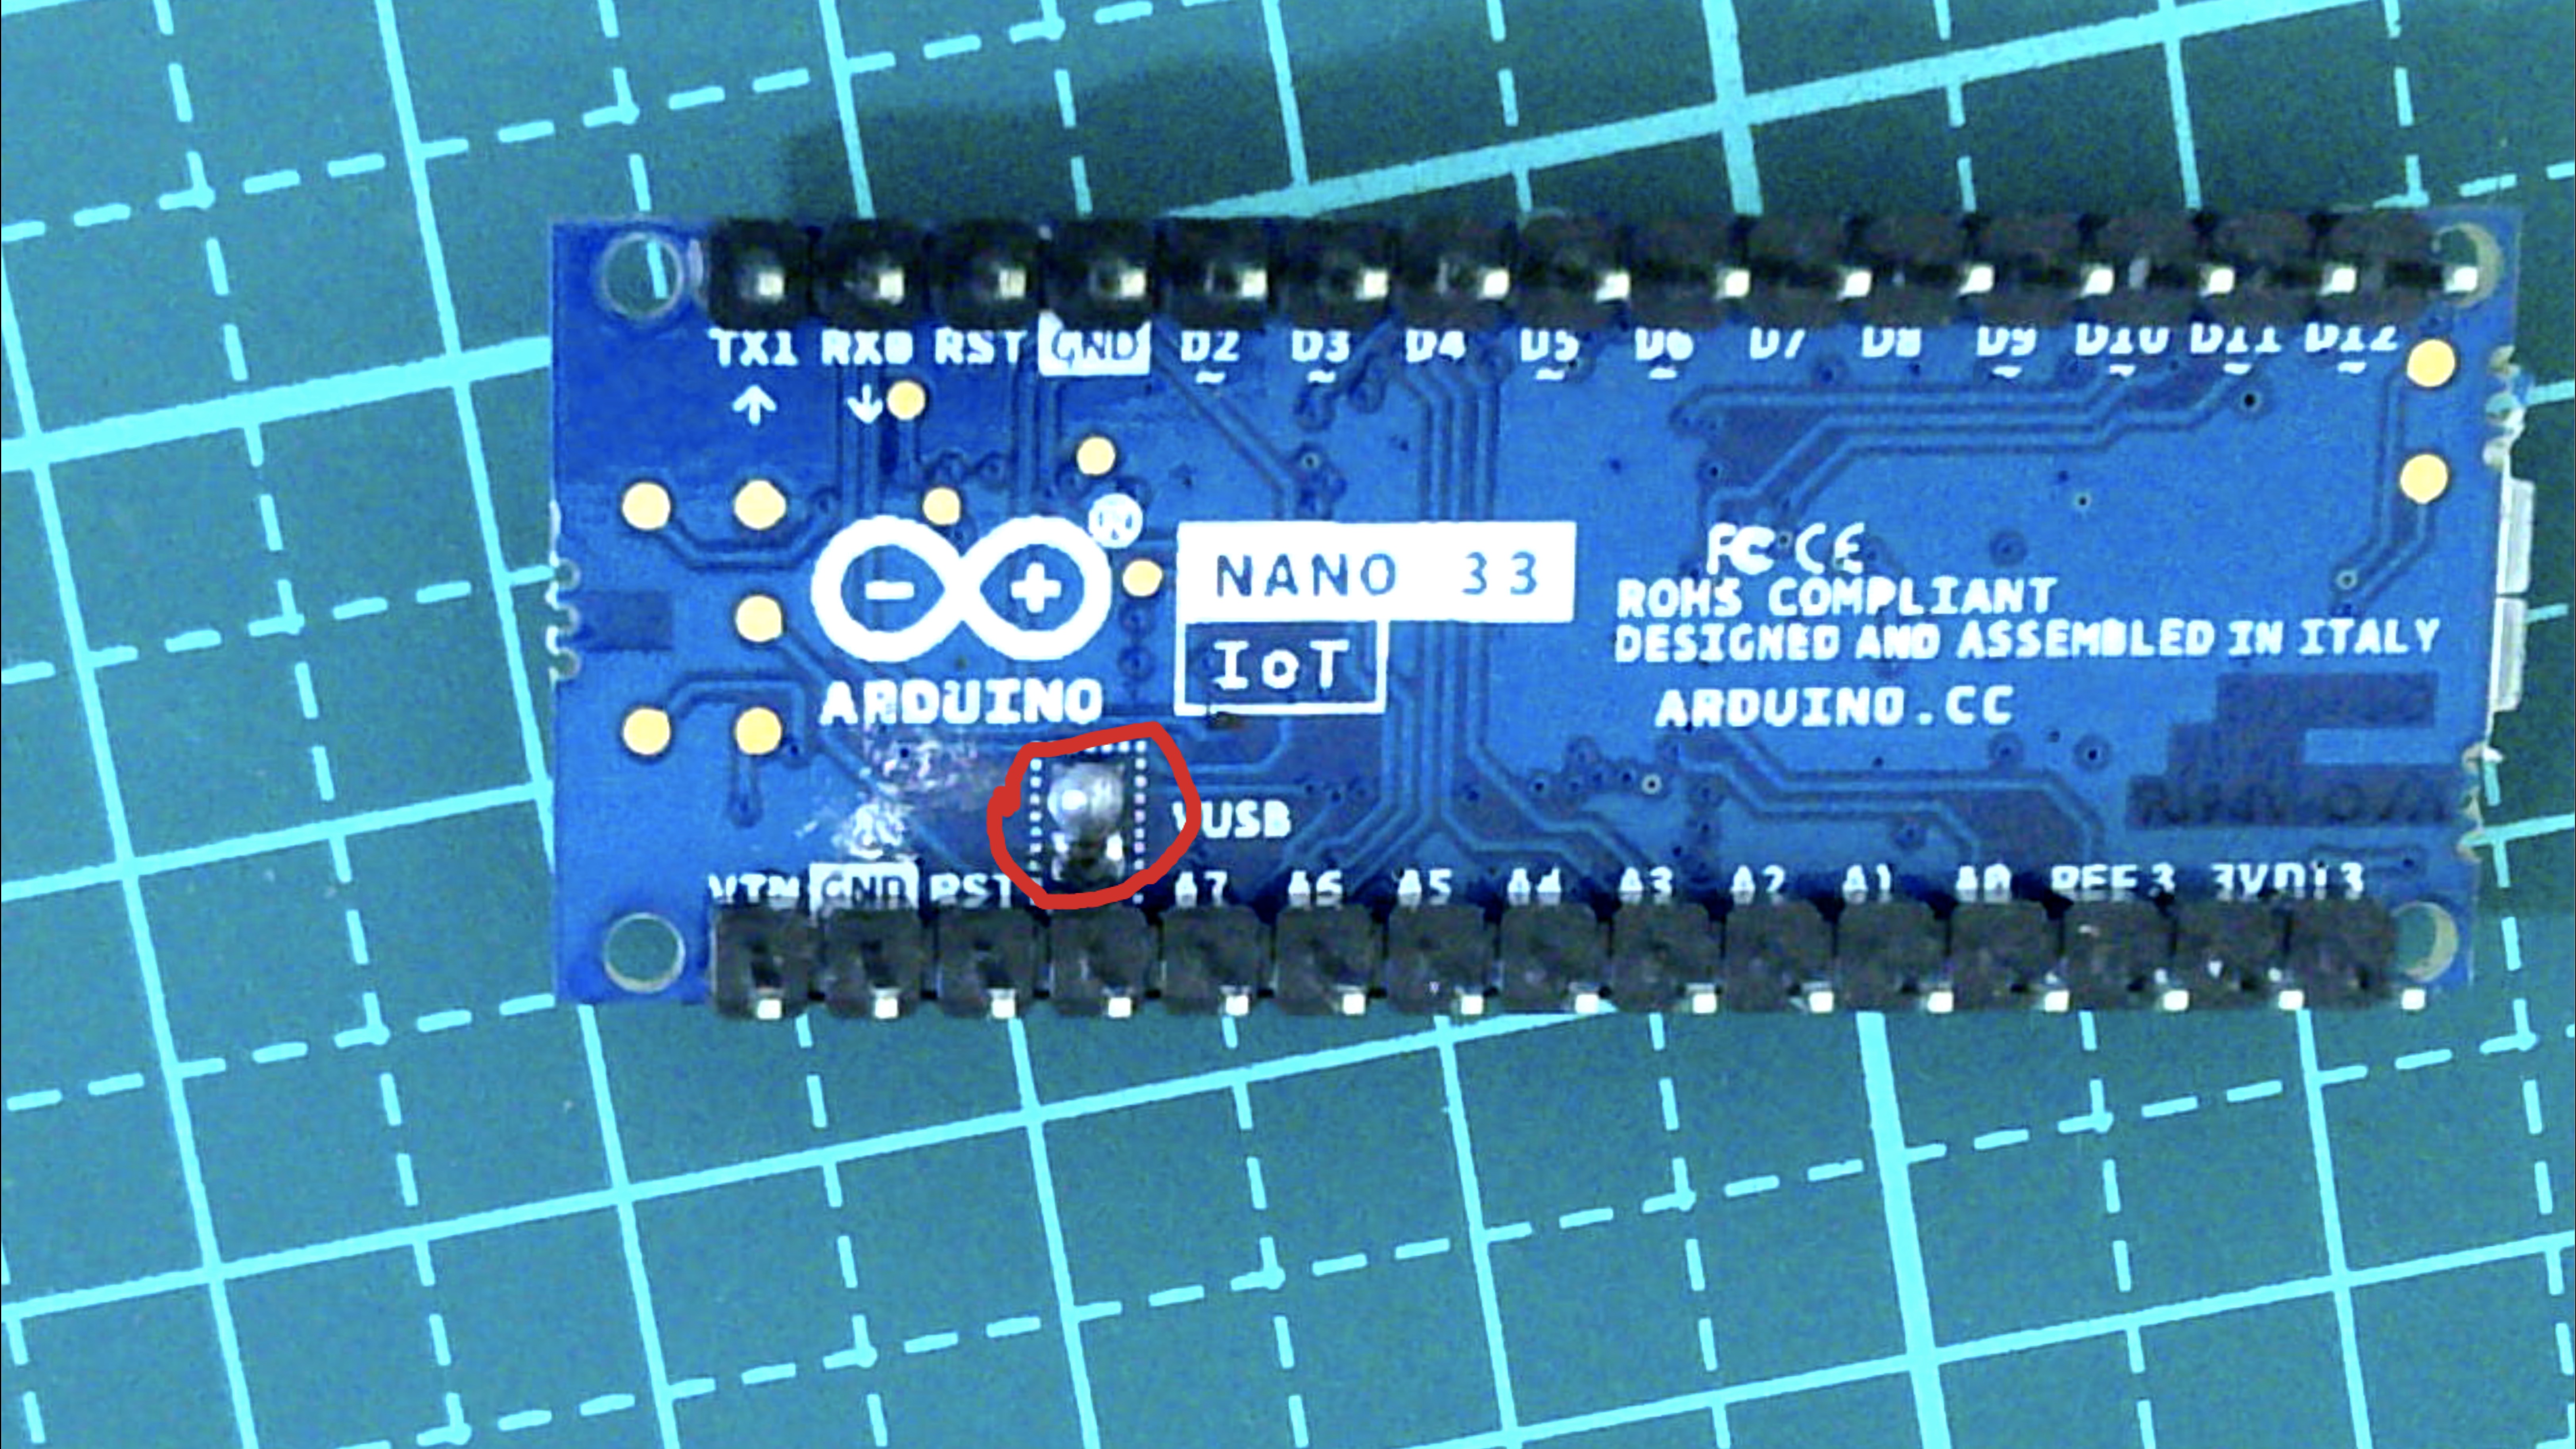 TX1 RX0 RST GND D2 D3 D4 D5 D6 D7 D8 D9 D10 D11 D12
~ ~ ~ ~ ~ ~ ~ ~
↑ ↓
NANO 33
IoT
FC CE
ROHS COMPLIANT
DESIGNED AND ASSEMBLED IN ITALY
ARDUINO.CC
- +
ARDUINO
VUSB
VIN GND RST A7 A6 A5 A4 A3 A2 A1 A0 REF 3V D13